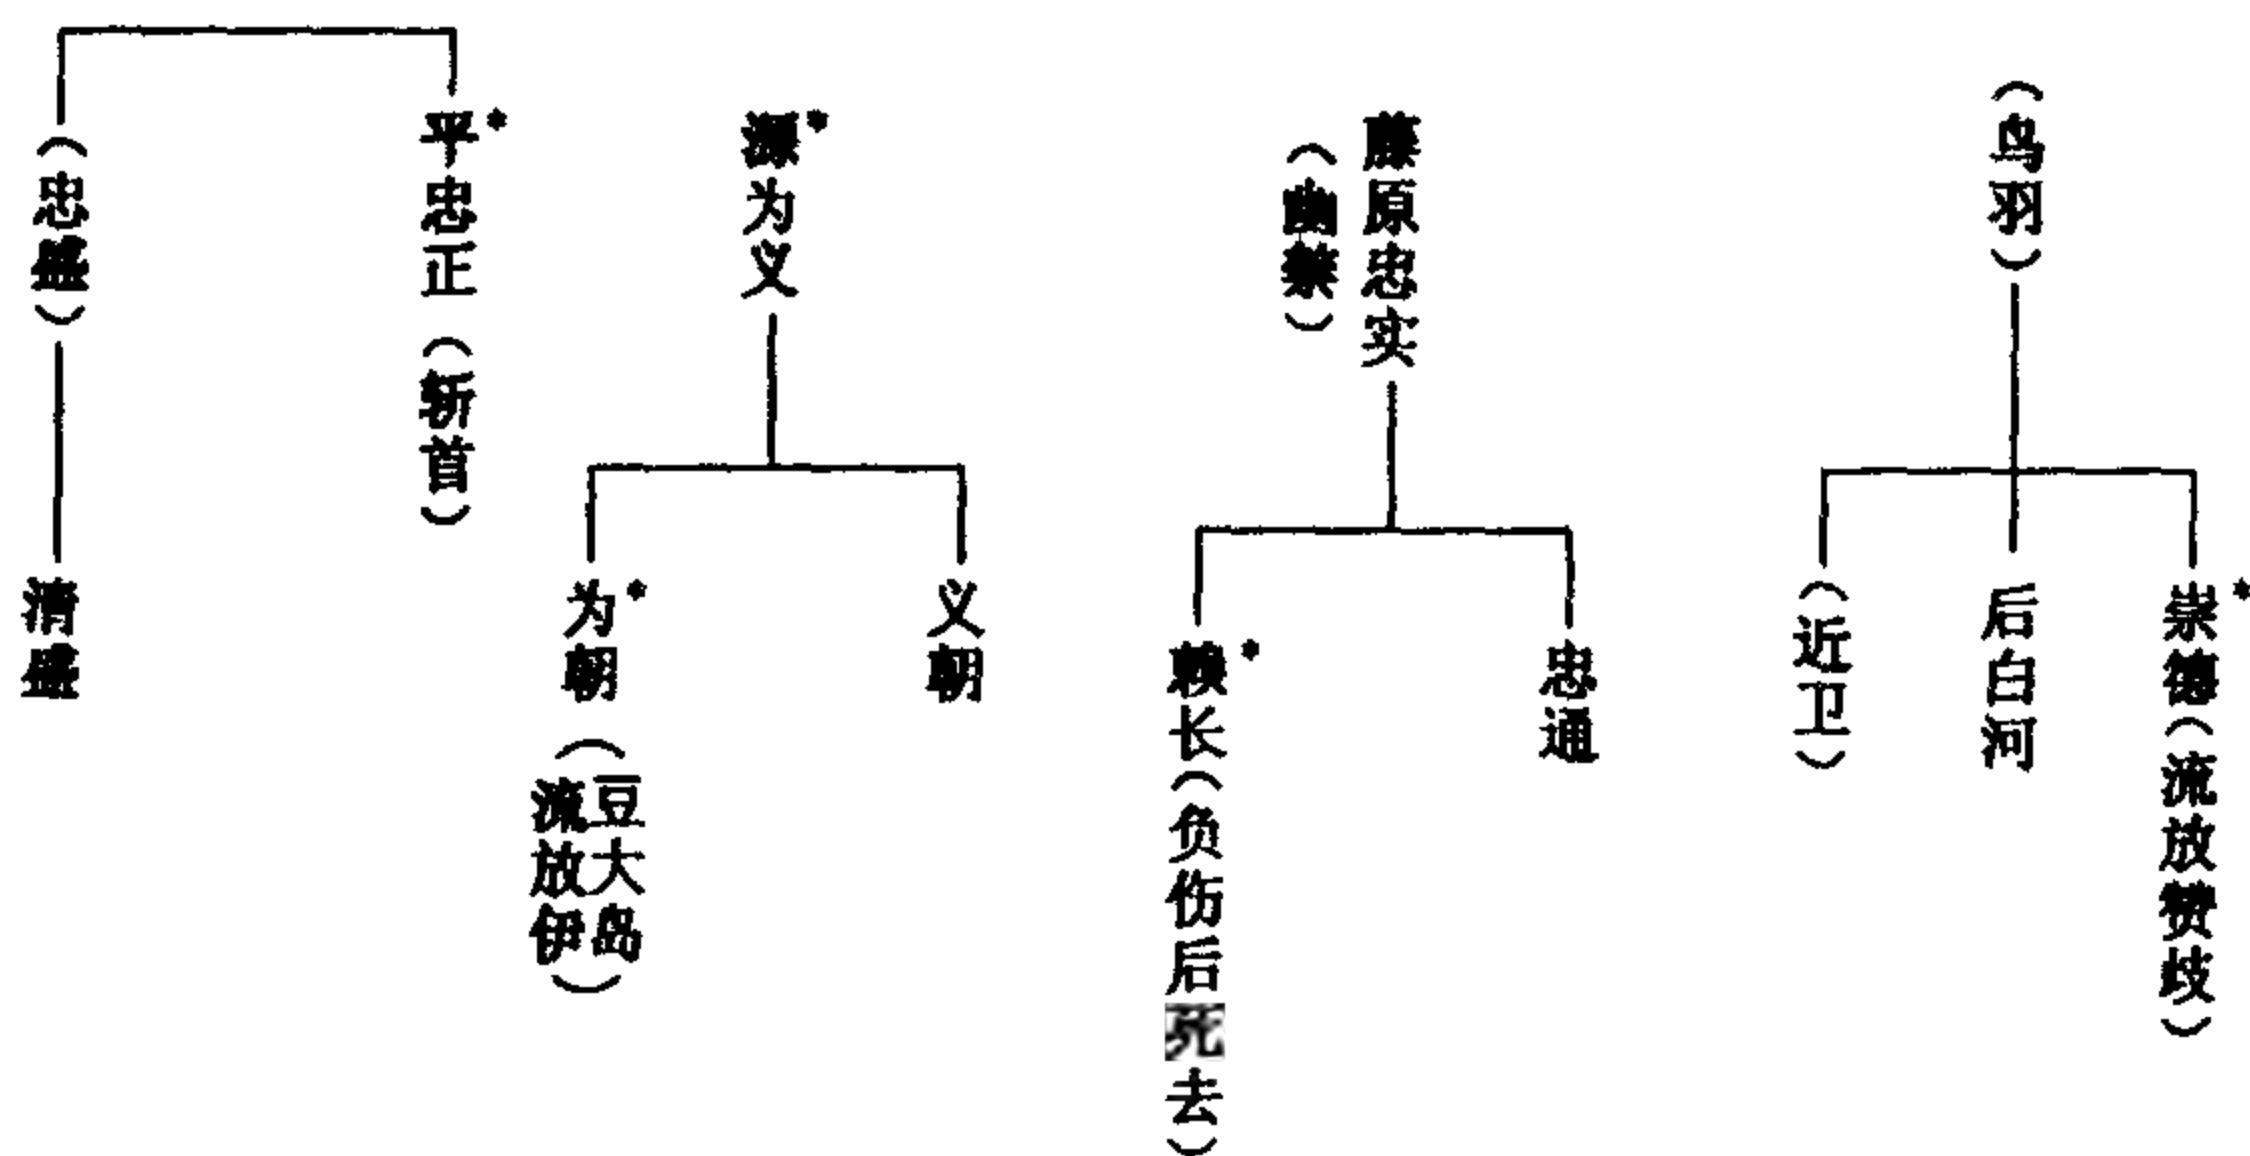 （鸟羽）
崇德*（流放赞歧）
后白河
（近卫）
藤原忠实
（幽禁）
忠通
赖长*（负伤后死去）
源*为义
义朝
为朝*（流放伊
豆大岛）
平*忠正（斩首）
（忠盛）
清盛